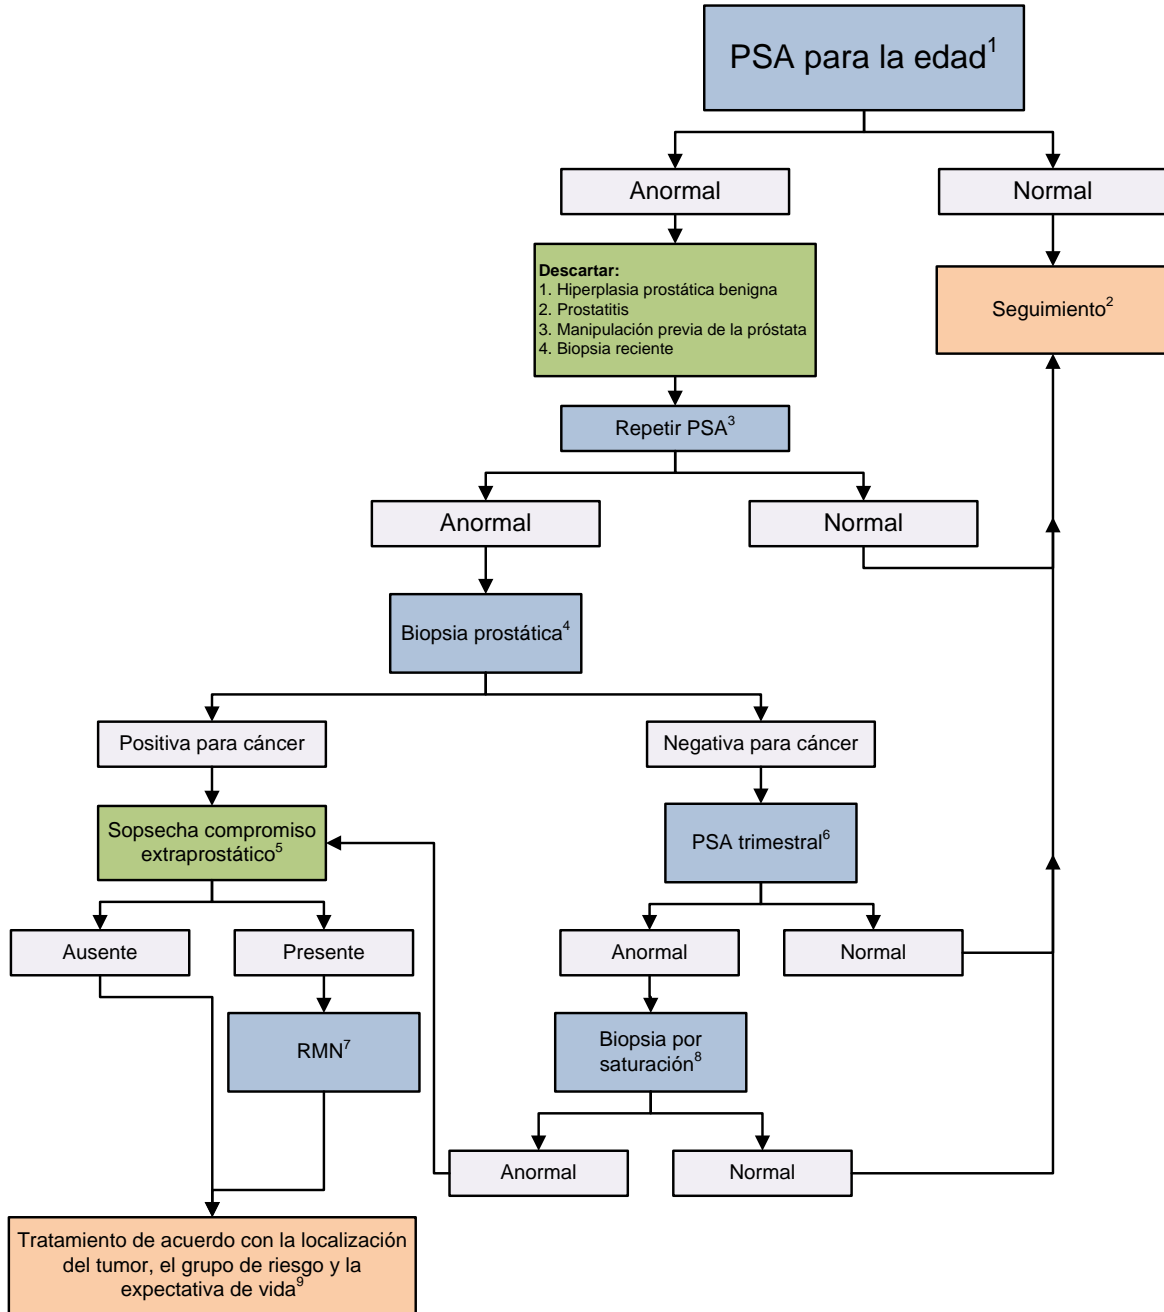 PSA para la edad1
Anormal
Normal
Descartar:
1. Hiperplasia prostática benigna
2. Prostatitis
3. Manipulación previa de la próstata
4. Biopsia reciente
Seguimiento2
Repetir PSA3
Anormal
Normal
Biopsia prostática4
Positiva para cáncer
Negativa para cáncer
Sopsecha compromiso
extraprostático5
PSA trimestral6
Ausente
Presente
Anormal
Normal
RMN7
Biopsia por
saturación8
Anormal
Normal
Tratamiento de acuerdo con la localización
del tumor, el grupo de riesgo y la
expectativa de vida9